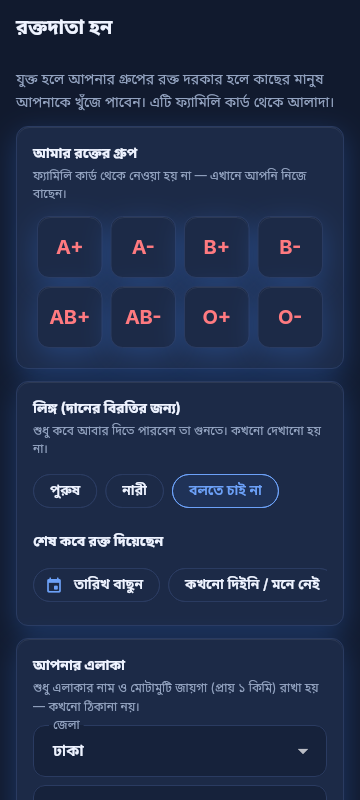 রক্তদাতা হন
যুক্ত হলে আপনার গ্রুপের রক্ত দরকার হলে কাছের মানুষ
আপনাকে খুঁজে পাবেন। এটি ফ্যামিলি কার্ড থেকে আলাদা।
আমার রক্তের গ্রুপ
ফ্যামিলি কার্ড থেকে নেওয়া হয় না — এখানে আপনি নিজে
বাছেন।
A+ A- B+ B-
AB+ AB- O+ O-
লিঙ্গ (দানের বিরতির জন্য)
শুধু কবে আবার দিতে পারবেন তা গুনতে। কখনো দেখানো হয়
না।
পুরুষ নারী বলতে চাই না
শেষ কবে রক্ত দিয়েছেন
তারিখ বাছুন কখনো দিইনি / মনে নেই
আপনার এলাকা
শুধু এলাকার নাম ও মোটামুটি জায়গা (প্রায় ১ কিমি) রাখা হয়
— কখনো ঠিকানা নয়।
জেলা
ঢাকা